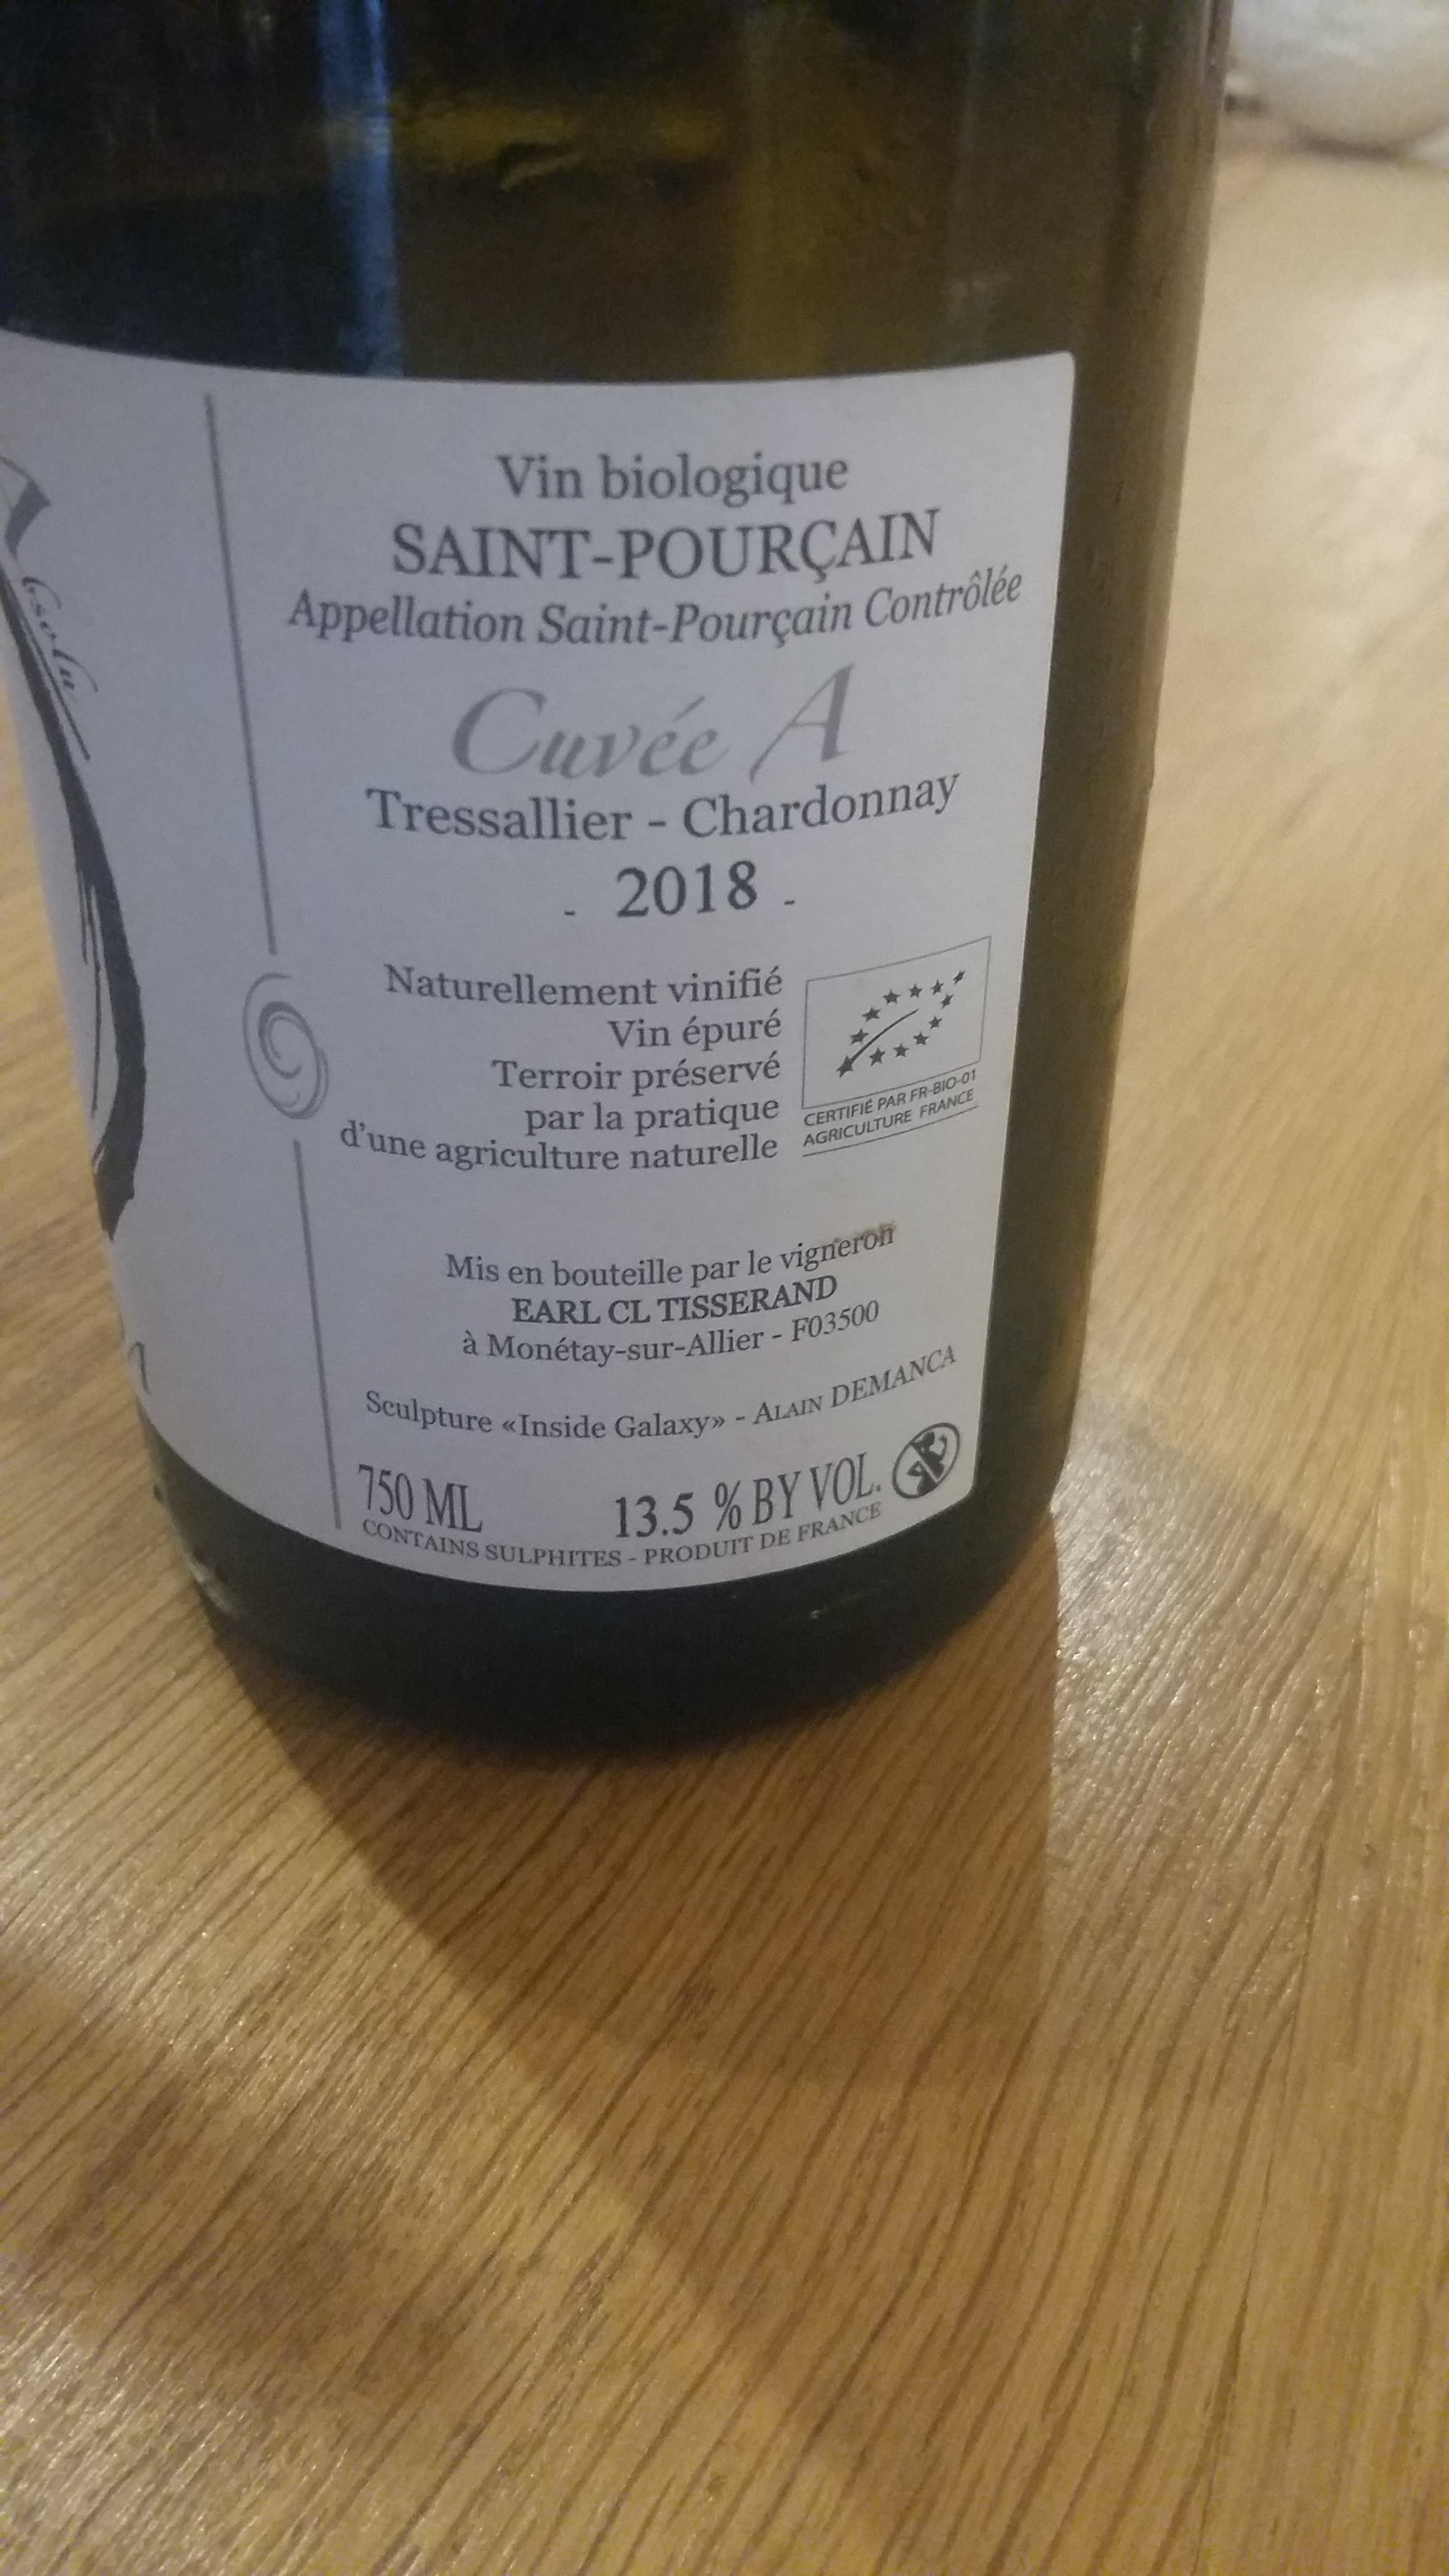 Absolu
Vin biologique
SAINT-POURÇAIN
Appellation Saint-Pourçain Contrôlée
Cuvée A
Tressallier - Chardonnay
- 2018 -
Naturellement vinifié
Vin épuré
Terroir préservé
par la pratique
d'une agriculture naturelle
CERTIFIÉ PAR FR-BIO-01
AGRICULTURE FRANCE
Mis en bouteille par le vigneron
EARL CL TISSERAND
à Monétay-sur-Allier - F03500
Sculpture «Inside Galaxy» - ALAIN DEMANCA
750 ML 13.5 % BY VOL.
CONTAINS SULPHITES - PRODUIT DE FRANCE